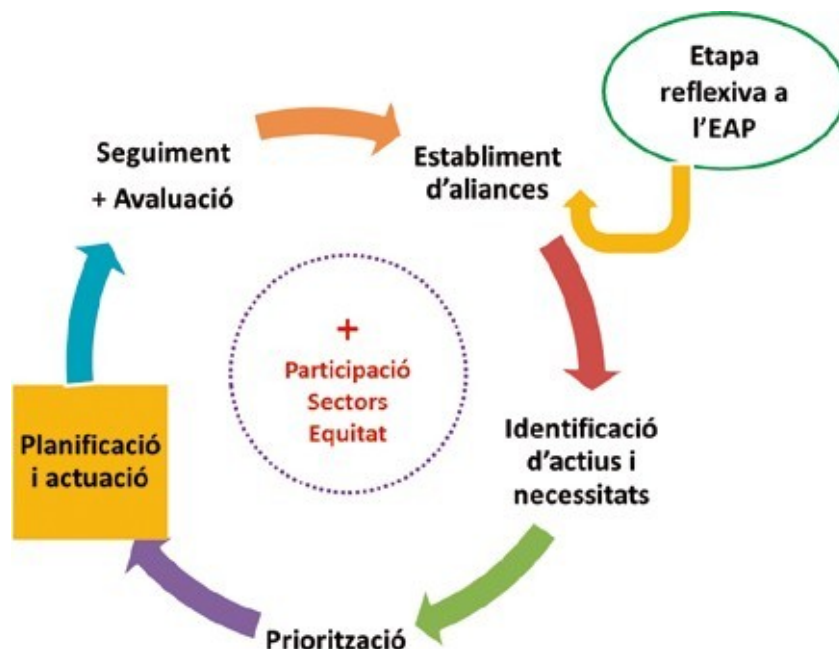 Etapa
reflexiva a
l'EAP
Establiment
d'aliances
Identificació
d'actius i
necessitats
Priorització
Planificació
i actuació
Seguiment
+ Avaluació
+
Participació
Sectors
Equitat